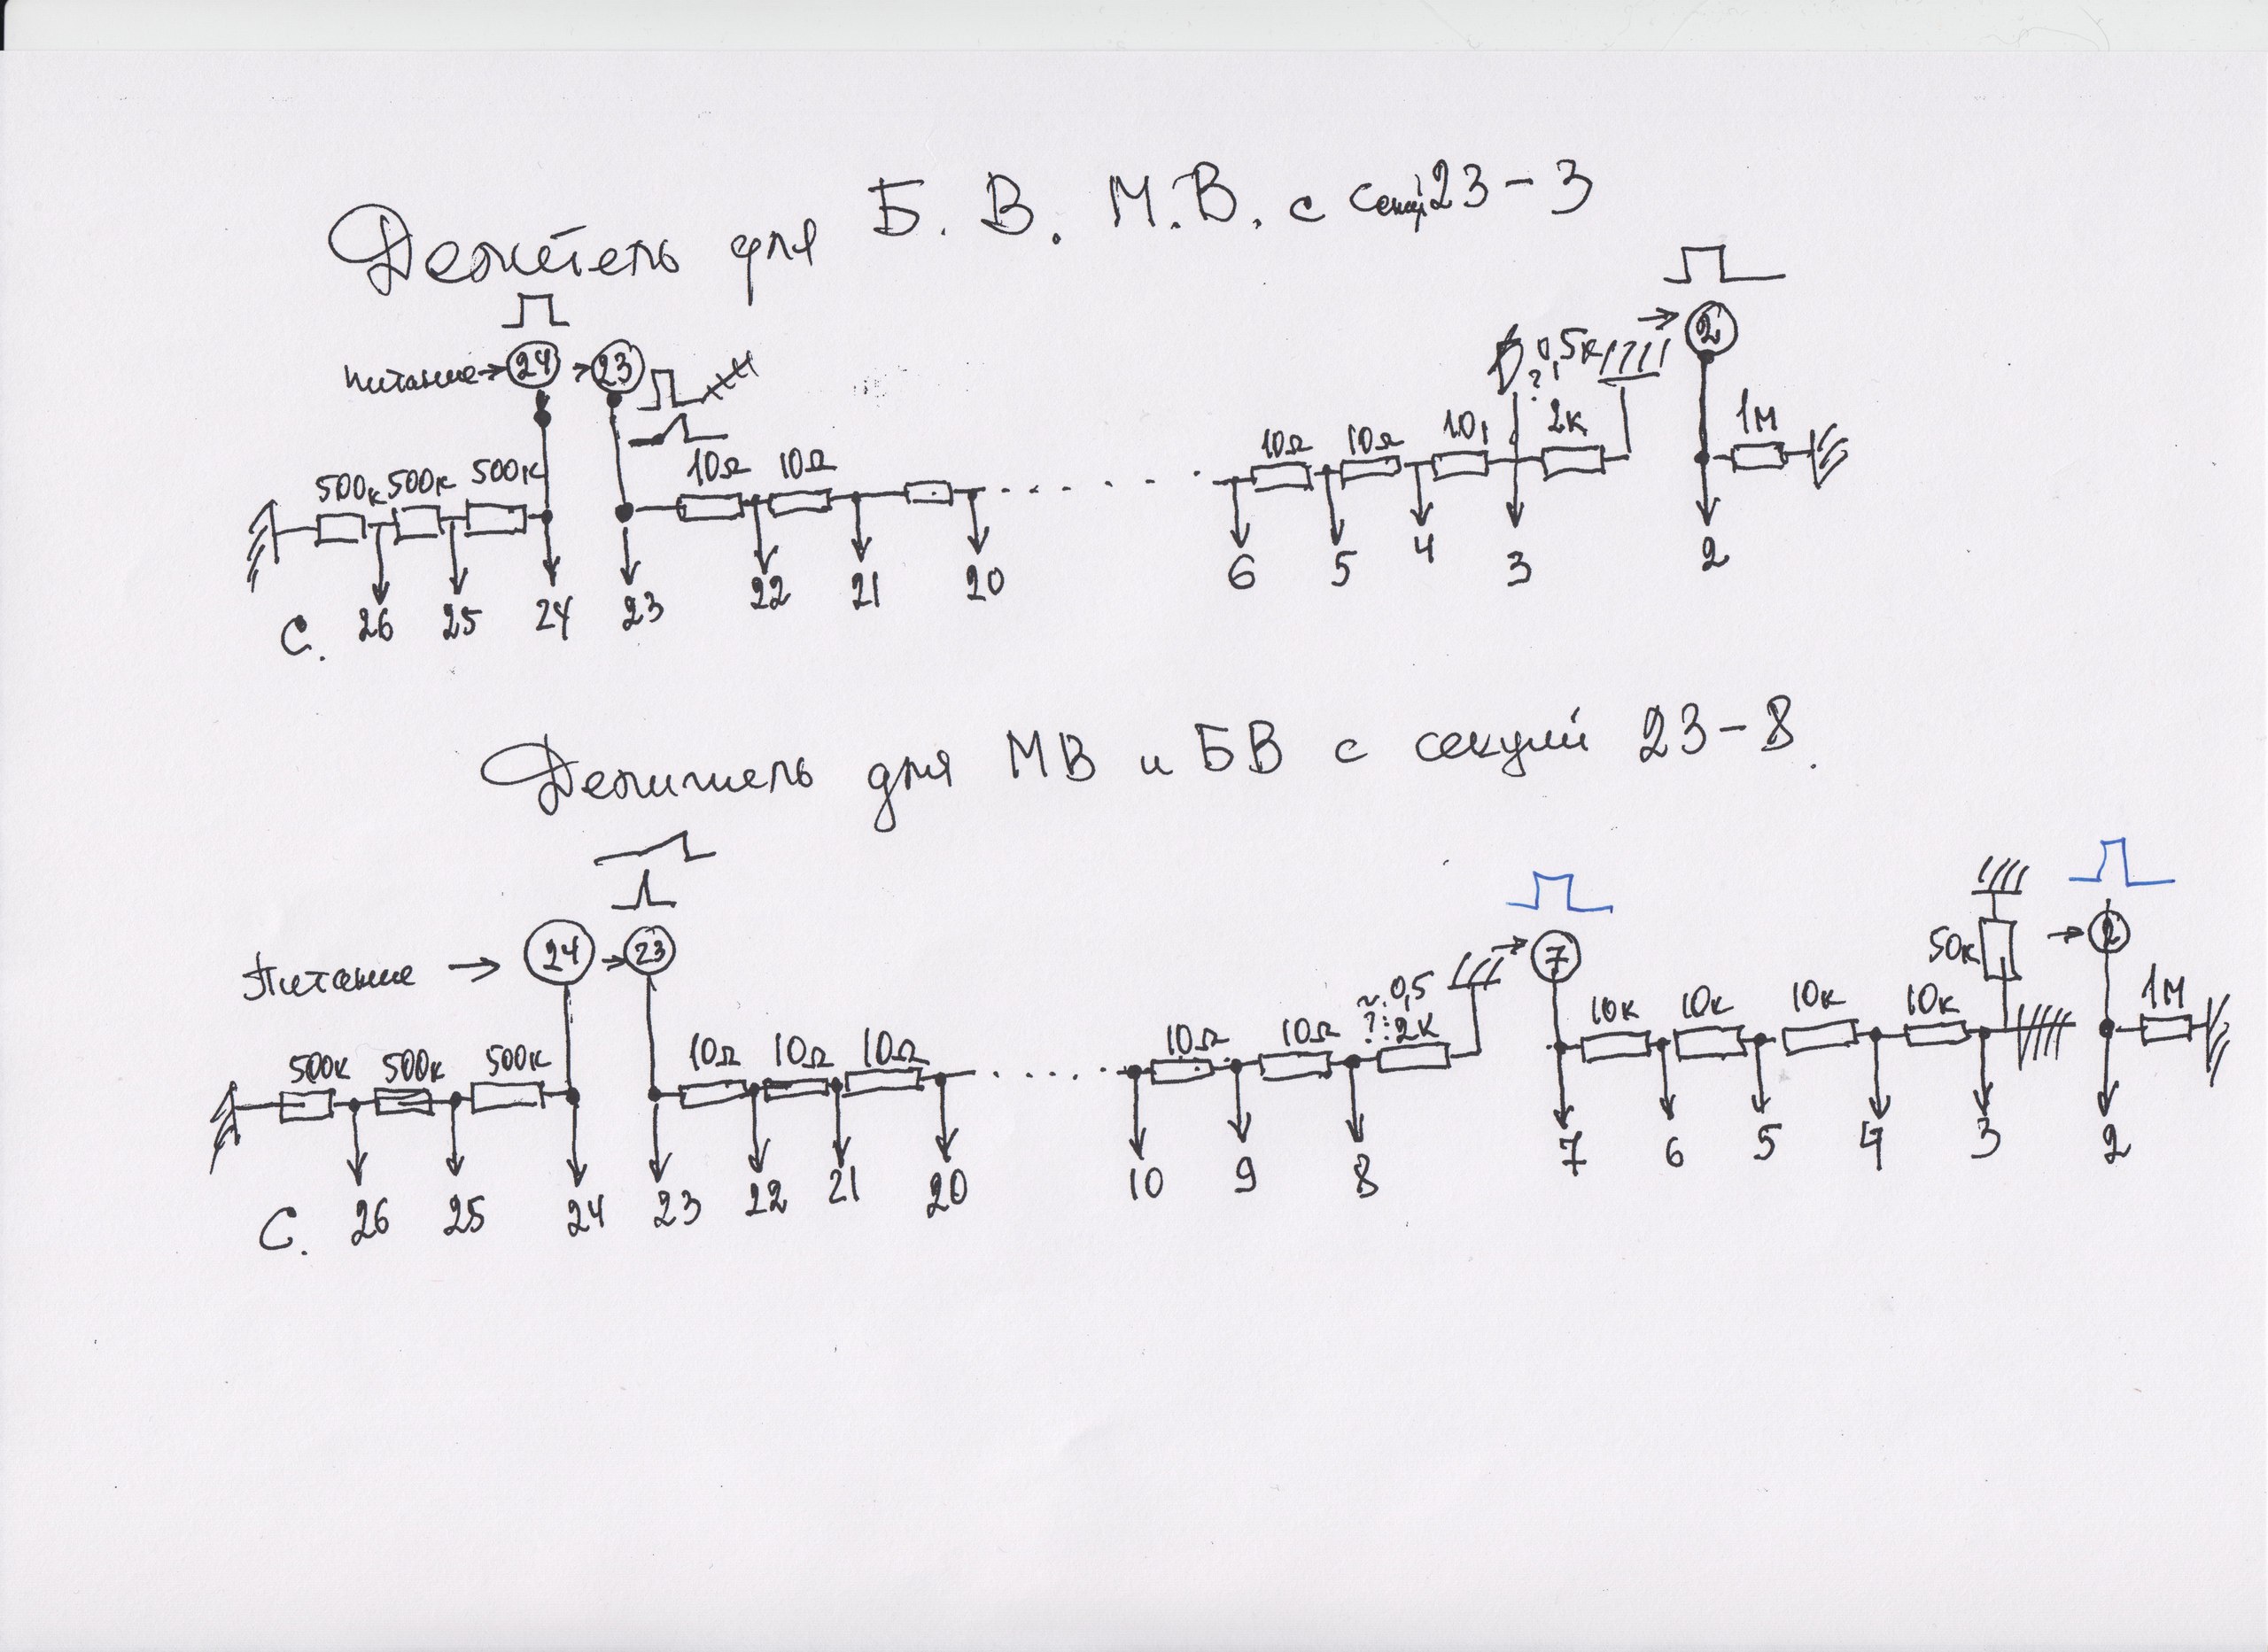 Делитель для Б. В. М.В. с секц. 23-3
Питание → 24 → 23
0,5к
?
2
500к 500к 500к 10Ω 10Ω 10Ω 10Ω 10, 2к 1М
С. 26 25 24 23 22 21 20 6 5 4 3 2
Делитель для МВ и БВ с секций 23-8.
Питание → 24 → 23 → 7 → 2
50к
≈ 0,5
500к 500к 500к 10Ω 10Ω 10Ω 10Ω 10Ω ? 2к 10к 10к 10к 10к 1М
С. 26 25 24 23 22 21 20 10 9 8 7 6 5 4 3 2